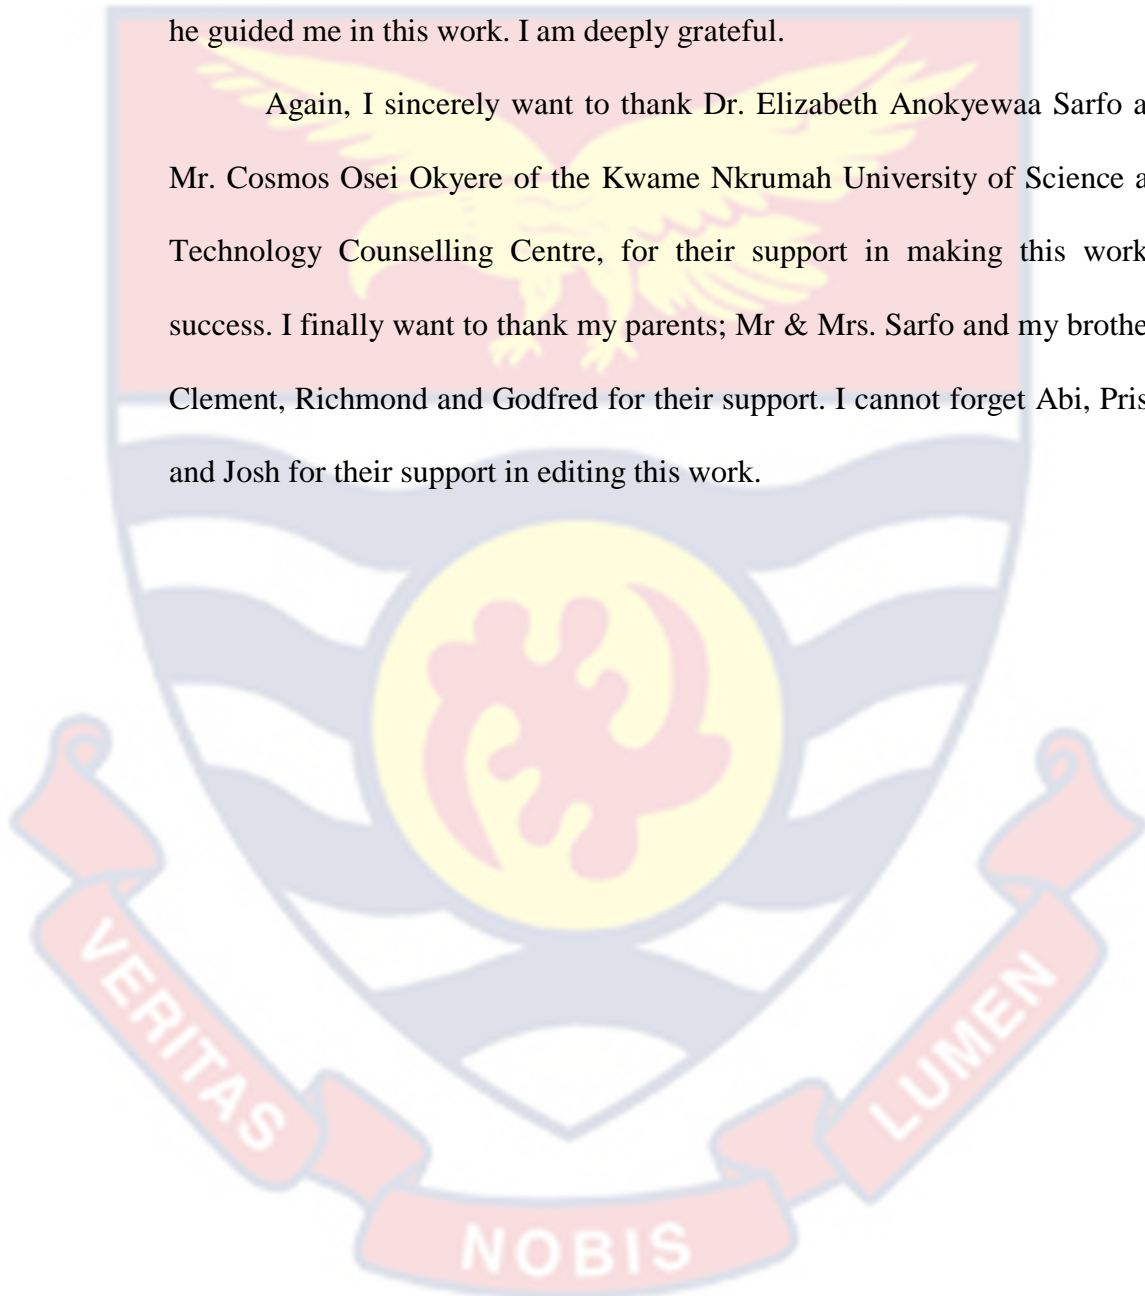 he guided me in this work. I am deeply grateful.
Again, I sincerely want to thank Dr. Elizabeth Anokyewaa Sarfo a
Mr. Cosmos Osei Okyere of the Kwame Nkrumah University of Science a
Technology Counselling Centre, for their support in making this work
success. I finally want to thank my parents; Mr & Mrs. Sarfo and my brothe
Clement, Richmond and Godfred for their support. I cannot forget Abi, Pris
and Josh for their support in editing this work.
VERITAS
NOBIS
LUMEN